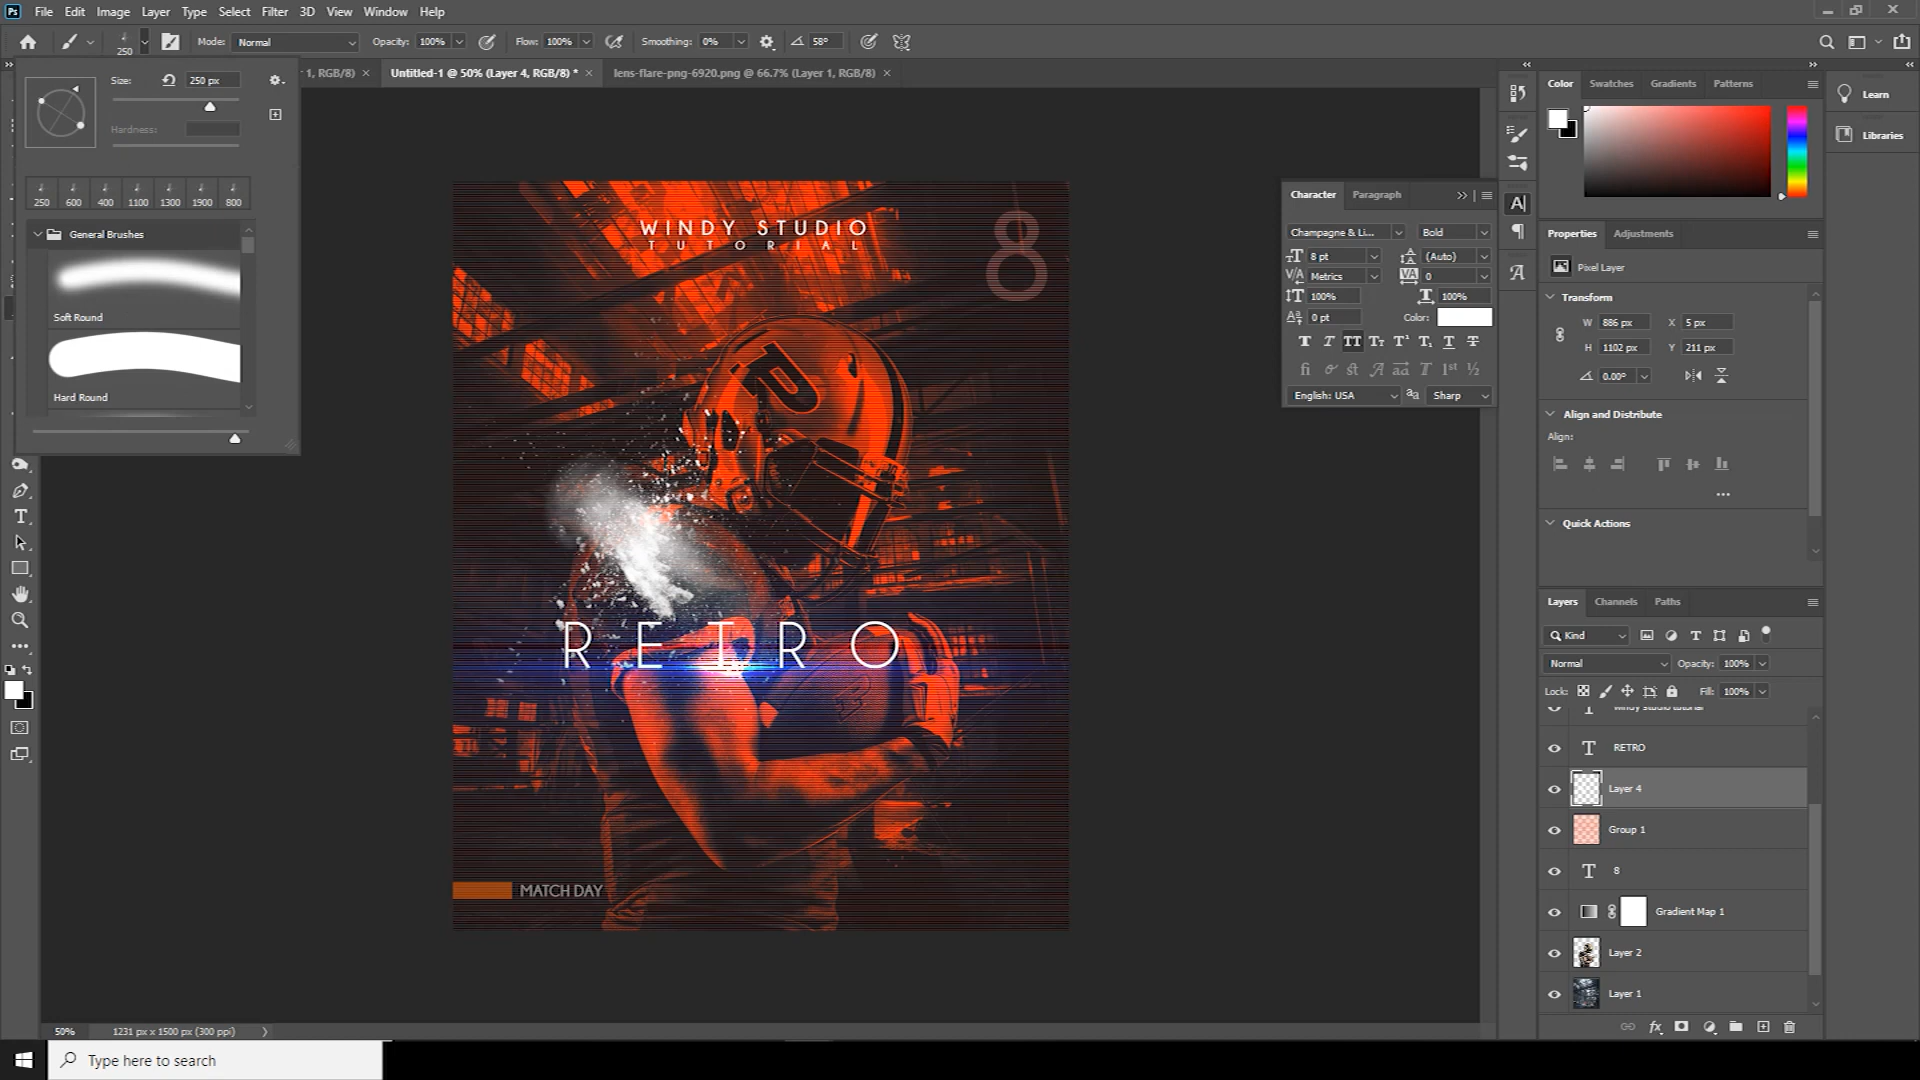 Ps File Edit Image Layer Type Select Filter 3D View Window Help
250 Mode: Normal Opacity: 100% Flow: 100% Smoothing: 0% 58°
1, RGB/8) × Untitled-1 @ 50% (Layer 4, RGB/8) * × lens-flare-png-6920.png @ 66.7% (Layer 1, RGB/8) ×
Size: 250 px
Hardness:
250 600 400 1100 1300 1900 800
General Brushes
Soft Round
Hard Round
WINDY STUDIO
TUTORIAL
8
RETRO
MATCH DAY
Character Paragraph
Champagne & Li... Bold
8 pt (Auto)
Metrics 0
100% 100%
0 pt Color:
English: USA Sharp
Color Swatches Gradients Patterns
Learn
Libraries
Properties Adjustments
Pixel Layer
Transform
W 886 px X 5 px
H 1102 px Y 211 px
0.00°
Align and Distribute
Align:
Quick Actions
Layers Channels Paths
Kind
Normal Opacity: 100%
Lock: Fill: 100%
windy studio tutorial
RETRO
Layer 4
Group 1
8
Gradient Map 1
Layer 2
Layer 1
50% 1231 px x 1500 px (300 ppi)
Type here to search